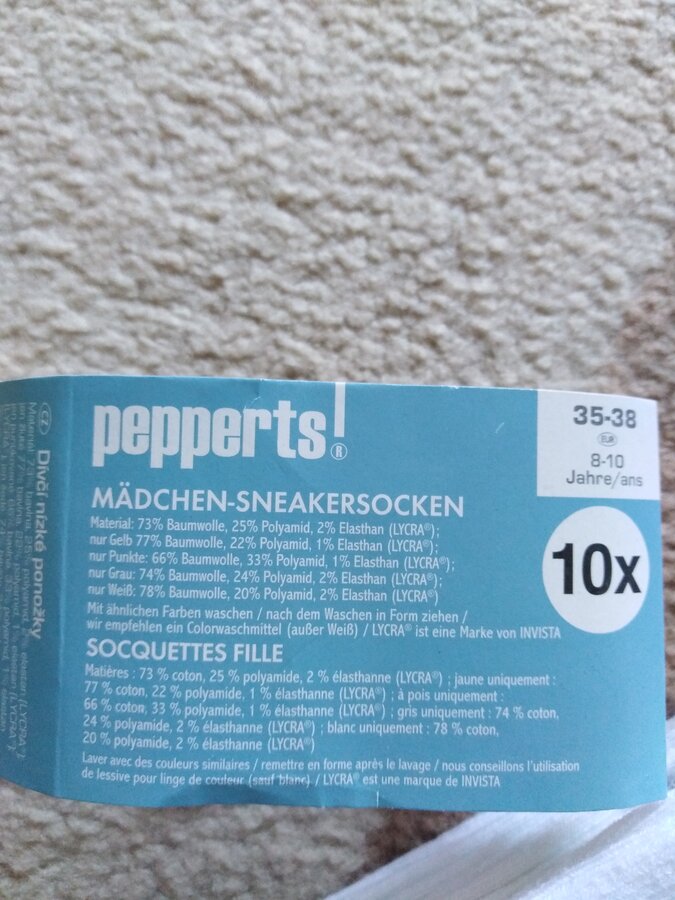 pepperts!®
35-38
EUR
8-10
Jahre/ans
MÄDCHEN-SNEAKERSOCKEN
Material: 73% Baumwolle, 25% Polyamid, 2% Elasthan (LYCRA®);
nur Gelb 77% Baumwolle, 22% Polyamid, 1% Elasthan (LYCRA®);
nur Punkte: 66% Baumwolle, 33% Polyamid, 1% Elasthan (LYCRA®);
nur Grau: 74% Baumwolle, 24% Polyamid, 2% Elasthan (LYCRA®);
nur Weiß: 78% Baumwolle, 20% Polyamid, 2% Elasthan (LYCRA®)
10x
Mit ähnlichen Farben waschen / nach dem Waschen in Form ziehen /
wir empfehlen ein Colorwaschmittel (außer Weiß) / LYCRA® ist eine Marke von INVISTA
SOCQUETTES FILLE
Matières : 73 % coton, 25 % polyamide, 2 % élasthanne (LYCRA®) ; jaune uniquement :
77 % coton, 22 % polyamide, 1 % élasthanne (LYCRA®) ; à pois uniquement :
66 % coton, 33 % polyamide, 1 % élasthanne (LYCRA®) ; gris uniquement : 74 % coton,
24 % polyamide, 2 % élasthanne (LYCRA®) ; blanc uniquement : 78 % coton,
20 % polyamide, 2 % élasthanne (LYCRA®)
Laver avec des couleurs similaires / remettre en forme après le lavage / nous conseillons l'utilisation
de lessive pour linge de couleur (sauf blanc) / LYCRA® est une marque de INVISTA
CZ Dívčí nízké ponožky